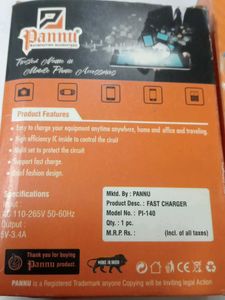 Pannu
Trusted Name in
Mobile Phone Accessories
Product Features
Easy to charge your equipment anytime anywhere, home and office and traveling.
High efficiency IC inside to control the ciruit
Multi set to protect the circuit
Support fast charge.
Brief fashion design.
Specifications
Input :
AC 110-265V 50-60Hz
Output :
5V-3.4A
Mktd. By : PANNU
Product Desc. : FAST CHARGER
Model No. : PI-140
Qty. : 1 pc.
M.R.P. Rs. : (Incl. of all taxes)
Thank you for buying
Pannu product
MAKE IN INDIA
PANNU is a Registered Trademark anyone Copying will be Inviting legal Action